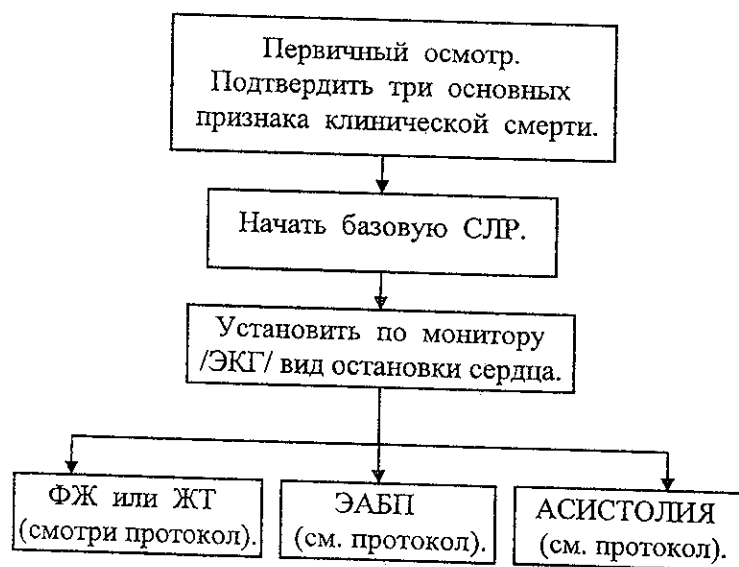 Первичный осмотр.
Подтвердить три основных
признака клинической смерти.
Начать базовую СЛР.
Установить по монитору
/ЭКГ/ вид остановки сердца.
ФЖ или ЖТ
(смотри протокол).
ЭАБП
(см. протокол).
АСИСТОЛИЯ
(см. протокол).